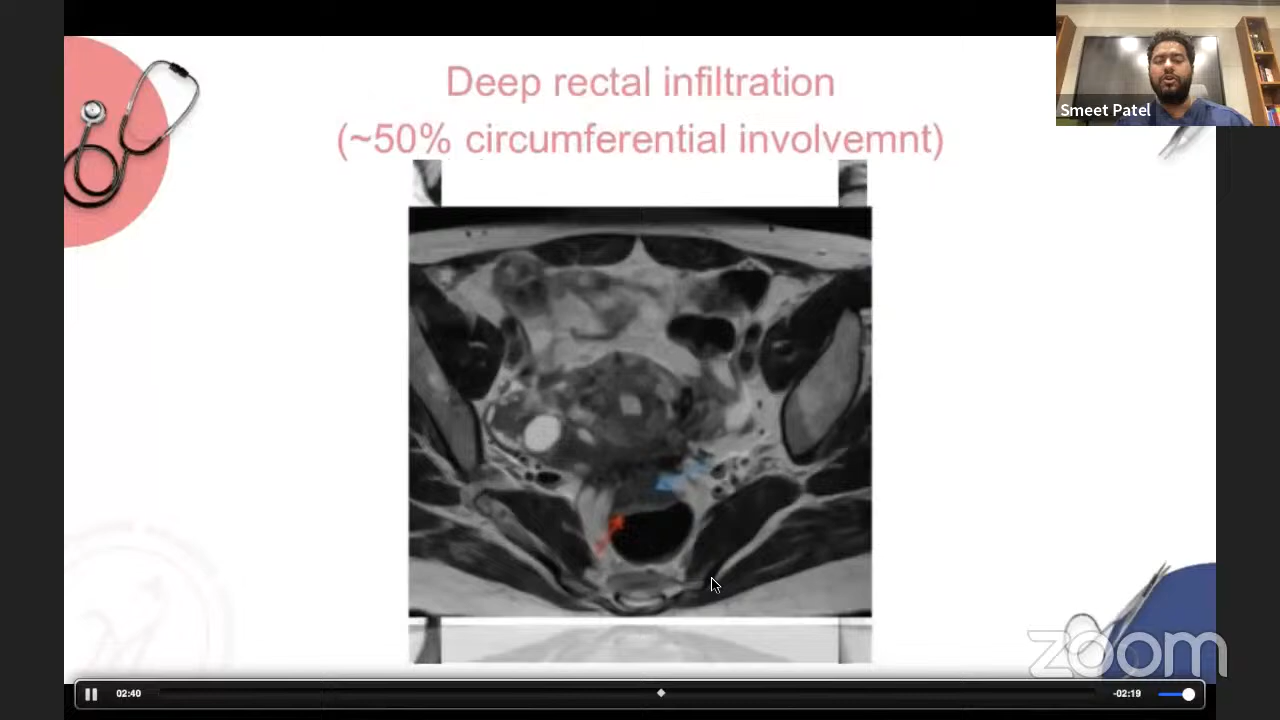 Deep rectal infiltration
(~50% circumferential involvemnt)
Smeet Patel
zoom
02:40
-02:19